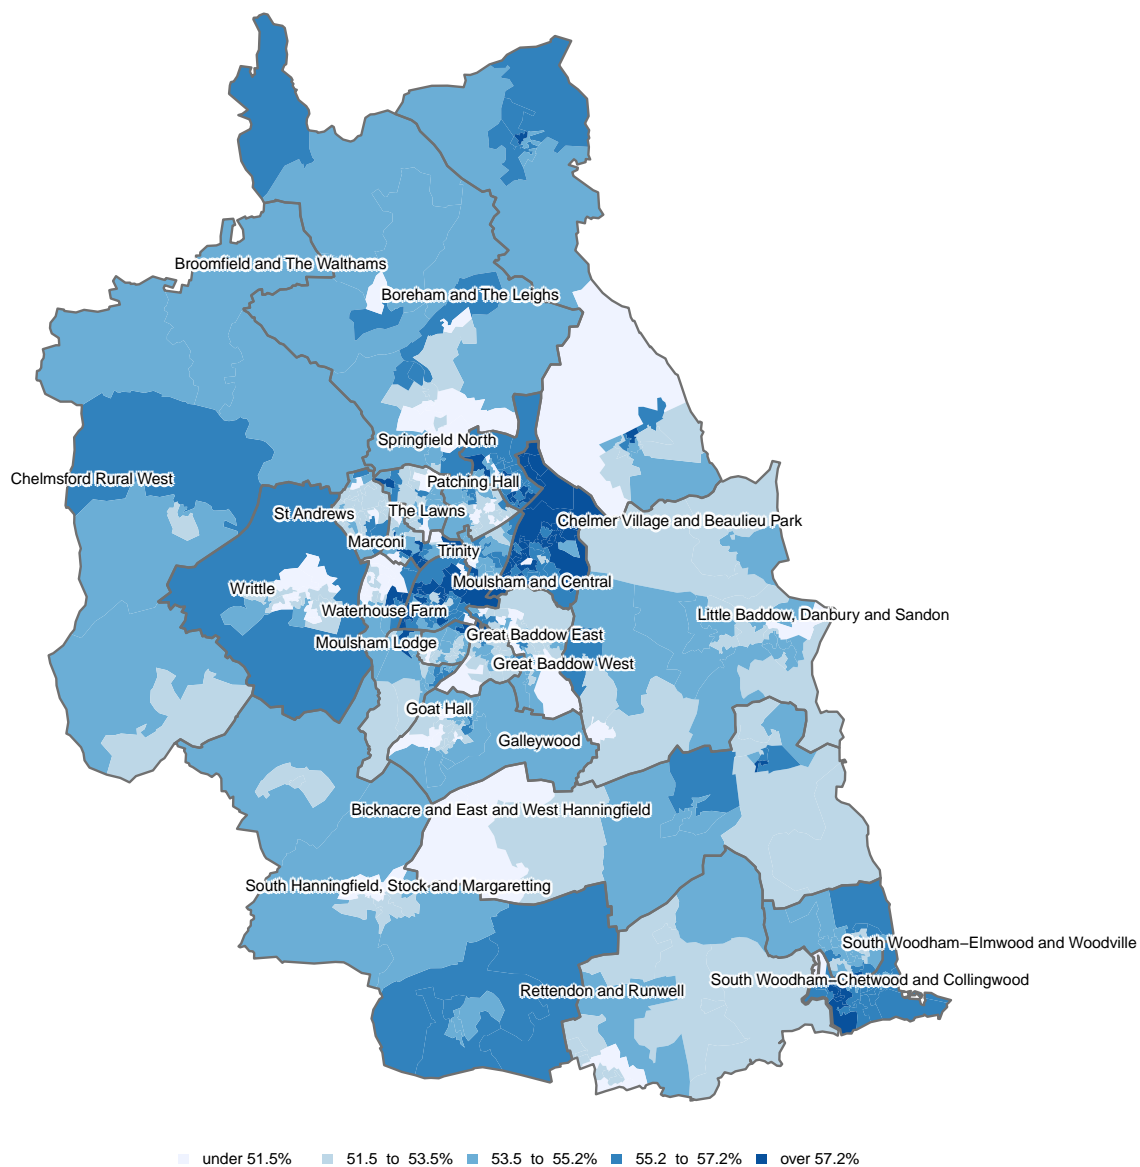 Broomfield and The Walthams
Boreham and The Leighs
Springfield North
Chelmsford Rural West
Patching Hall
St Andrews
The Lawns
Chelmer Village and Beaulieu Park
Marconi
Trinity
Moulsham and Central
Writtle
Waterhouse Farm
Little Baddow, Danbury and Sandon
Great Baddow East
Moulsham Lodge
Great Baddow West
Goat Hall
Galleywood
Bicknacre and East and West Hanningfield
South Hanningfield, Stock and Margaretting
South Woodham−Elmwood and Woodville
South Woodham−Chetwood and Collingwood
Rettendon and Runwell
under 51.5% 51.5 to 53.5% 53.5 to 55.2% 55.2 to 57.2% over 57.2%